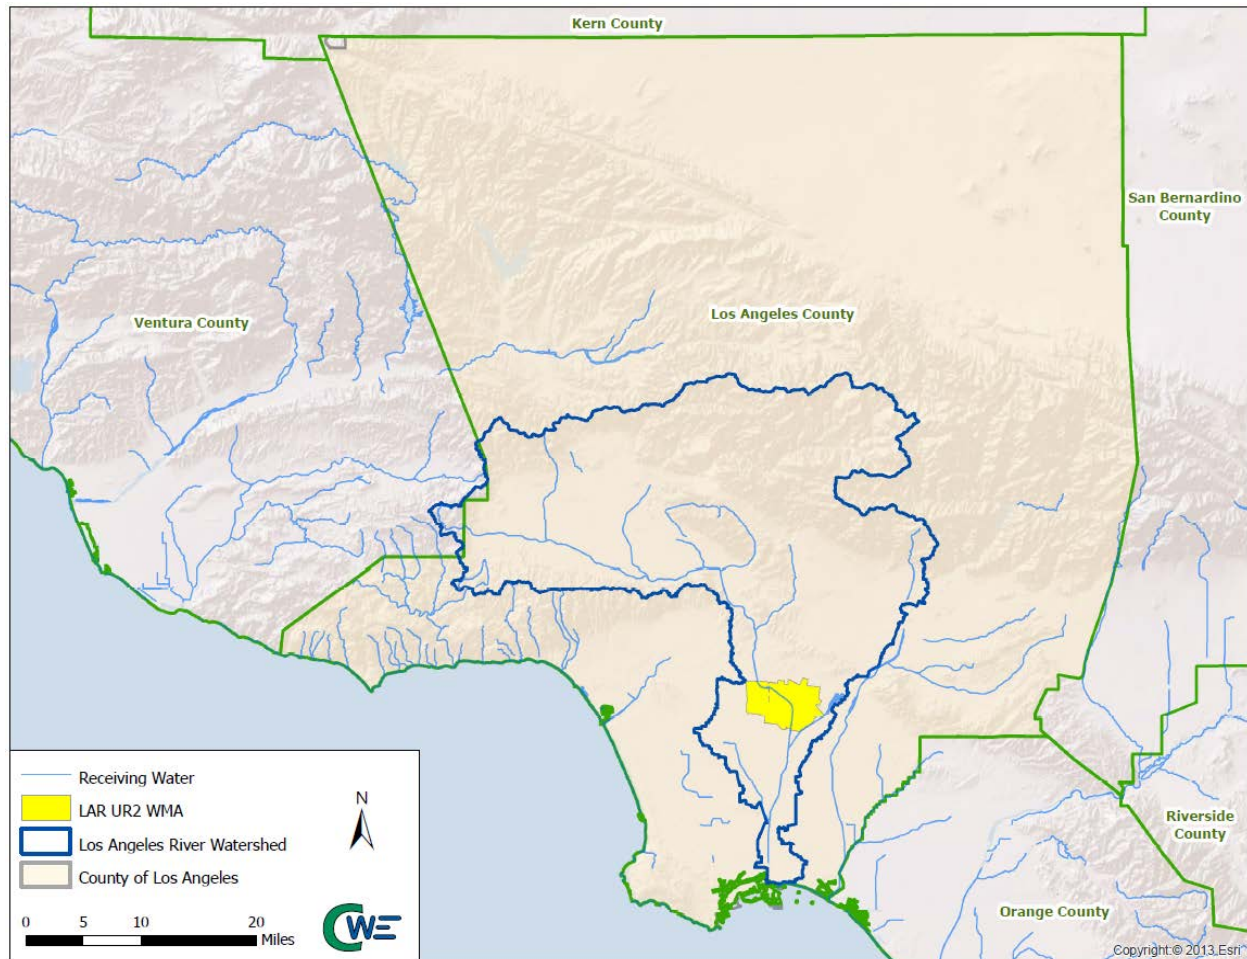 Kern County
San Bernardino
County
Los Angeles County
Ventura County
Receiving Water
LAR UR2 WMA
Los Angeles River Watershed
County of Los Angeles
N
0 5 10 20
Miles
CWE
Riverside
County
Orange County
Copyright:© 2013 Esri